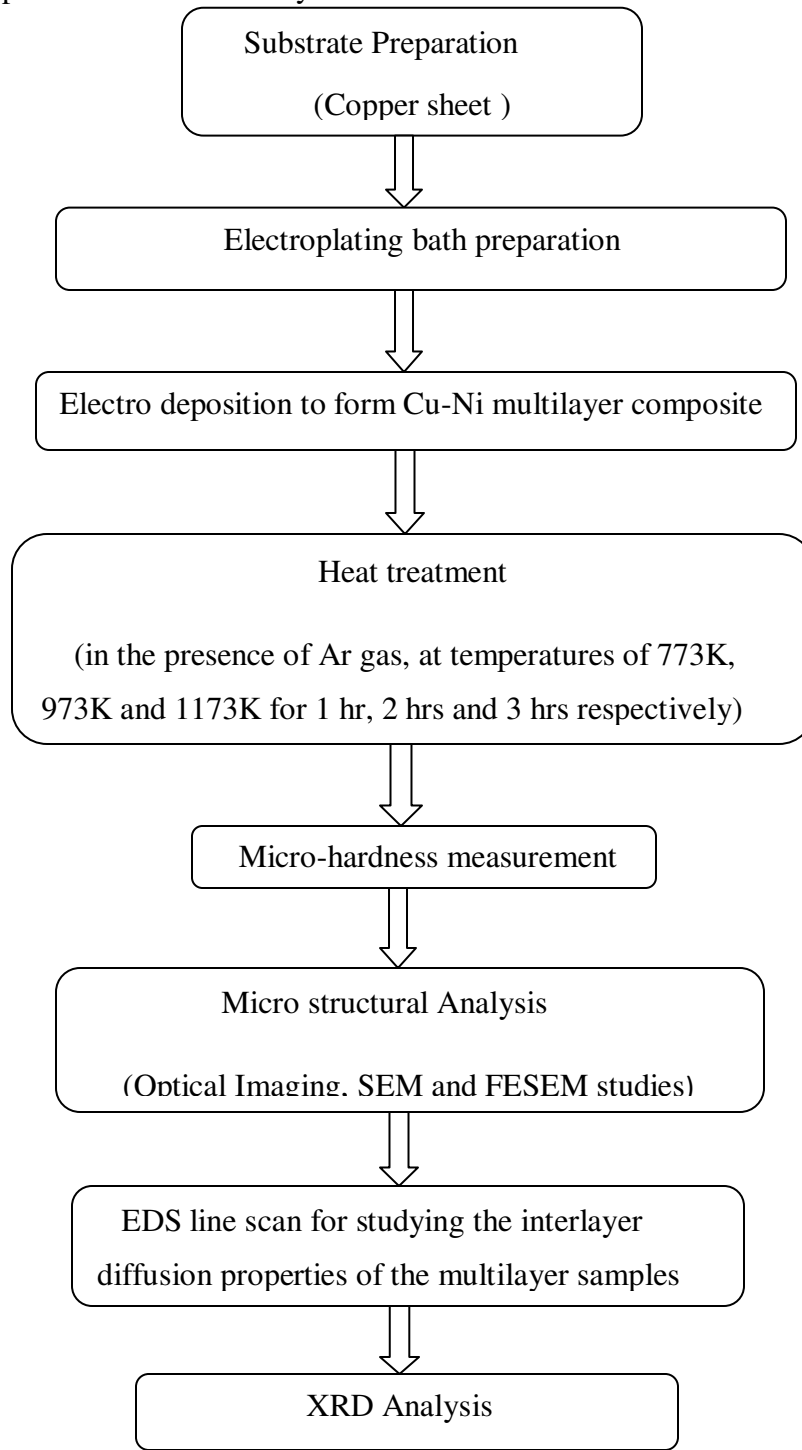 Substrate Preparation
(Copper sheet )
Electroplating bath preparation
Electro deposition to form Cu-Ni multilayer composite
Heat treatment
(in the presence of Ar gas, at temperatures of 773K,
973K and 1173K for 1 hr, 2 hrs and 3 hrs respectively)
Micro-hardness measurement
Micro structural Analysis
(Optical Imaging, SEM and FESEM studies)
EDS line scan for studying the interlayer
diffusion properties of the multilayer samples
XRD Analysis